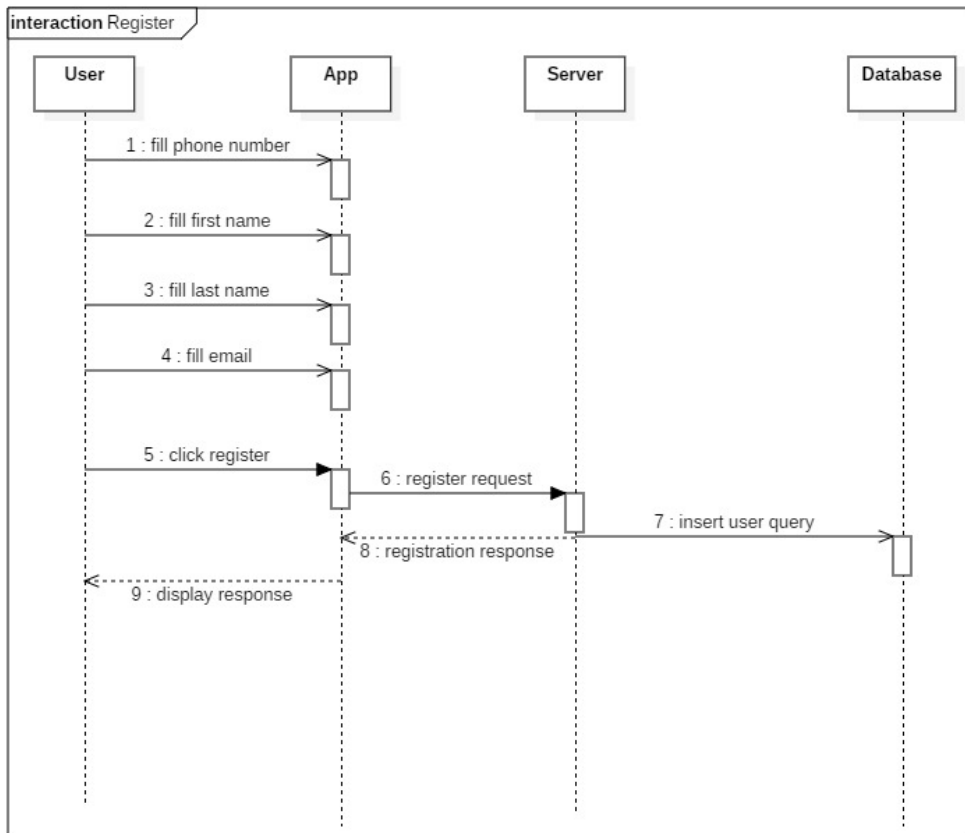 interaction Register
User
App
Server
Database
1 : fill phone number
2 : fill first name
3 : fill last name
4 : fill email
5 : click register
6 : register request
7 : insert user query
8 : registration response
9 : display response